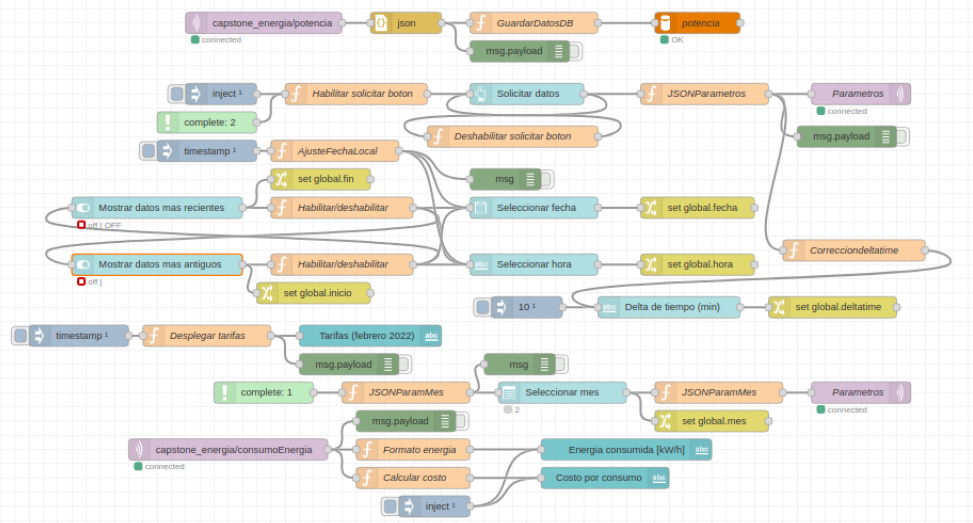 capstone_energia/potencia
json
GuardarDatosDB
potencia
connected
OK
msg.payload
inject ¹
Habilitar solicitar boton
Solicitar datos
JSONParametros
Parametros
connected
complete: 2
Deshabilitar solicitar boton
msg.payload
timestamp ¹
AjusteFechaLocal
set global.fin
msg
Mostrar datos mas recientes
Habilitar/deshabilitar
Seleccionar fecha
set global.fecha
off | OFF
Correcciondeltatime
Mostrar datos mas antiguos
Habilitar/deshabilitar
abc
Seleccionar hora
set global.hora
off |
set global.inicio
10 ¹
abc
Delta de tiempo (min)
set global.deltatime
timestamp ¹
Desplegar tarifas
Tarifas (febrero 2022)
abc
msg.payload
msg
complete: 1
JSONParamMes
Seleccionar mes
JSONParamMes
Parametros
2
connected
msg.payload
set global.mes
capstone_energia/consumoEnergia
Formato energia
Energia consumida [kW/h]
abc
connected
Calcular costo
Costo por consumo
abc
inject ¹